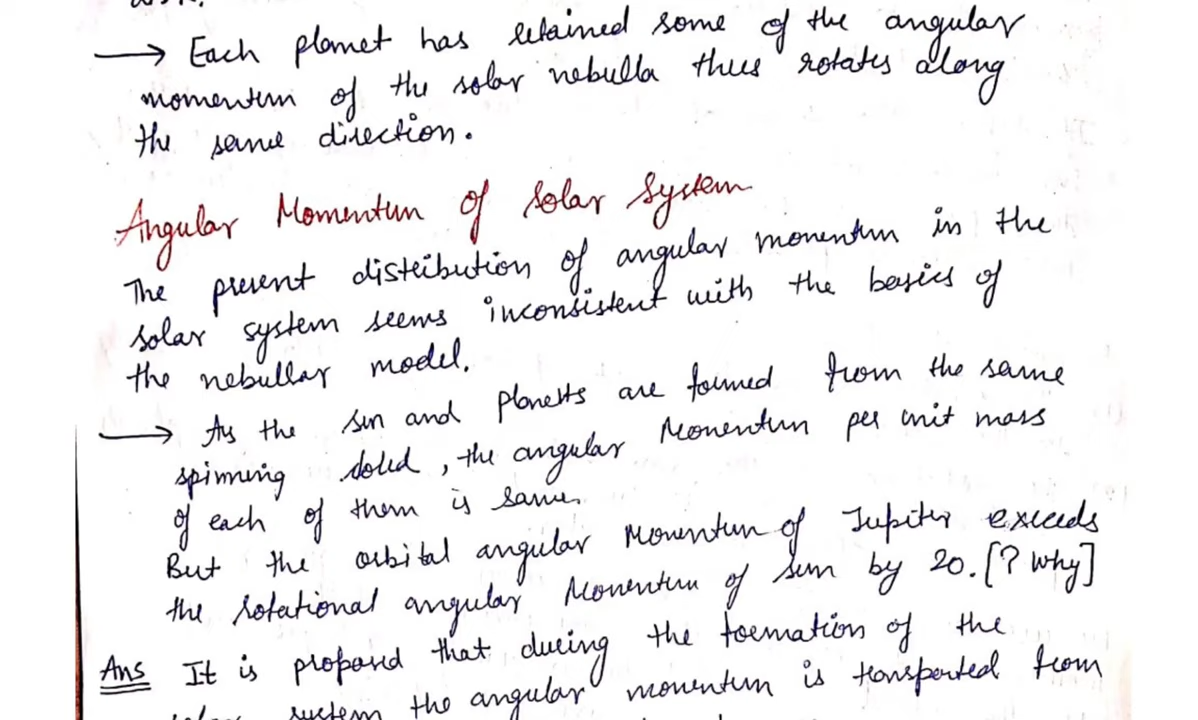 → Each planet has retained some of the angular
momentum of the solar nebulla thus rotates along
the same direction.
Angular Momentum of Solar System
The present distribution of angular momentum in the
solar system seems inconsistent with the basics of
the nebullar model.
→ As the sun and planetts are formed from the same
spinning , the angular Momentum per unit mass
of each of them is same.
But the orbital angular Momentum of Jupiter exceeds
the rotational angular Momentum of sun by 20. [? why]
Ans It is proposed that during the formation of the
system the angular momentum is transported from